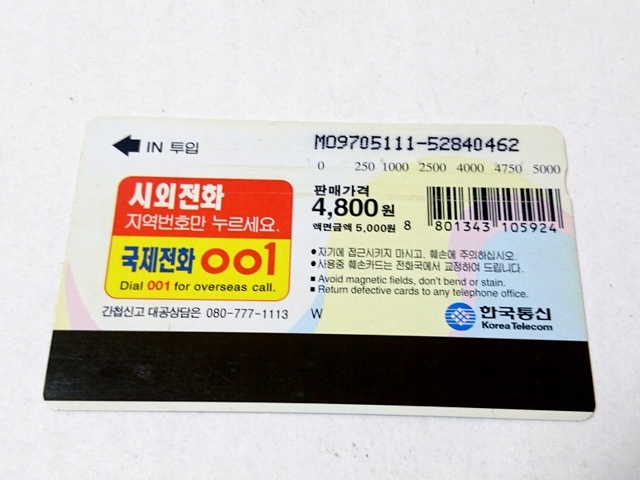 IN 투입
M09705111-52840462
0 250 1000 2500 4000 4750 5000
시외전화
지역번호만 누르세요.
국제전화 001
Dial 001 for overseas call.
간첩신고 대공상담은 080-777-1113
W
판매가격
4,800원
액면금액 5,000원
8 801343 105924
●자기에 접근시키지 마시고, 훼손에 주의하십시오.
●사용중 훼손카드는 전화국에서 교정하여 드립니다.
■Avoid magnetic fields, don't bend or stain.
■Return defective cards to any telephone office.
한국통신
Korea Telecom